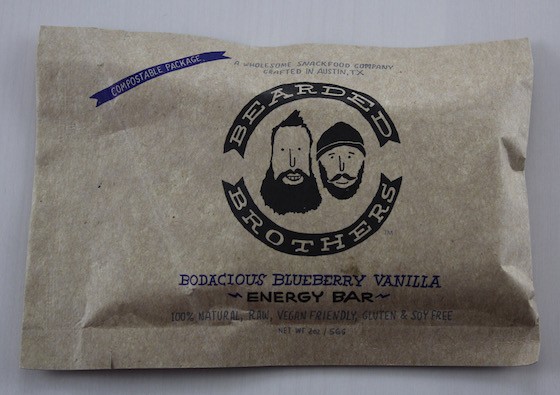 COMPOSTABLE PACKAGE
A WHOLESOME SNACKFOOD COMPANY
CRAFTED IN AUSTIN, TX
BEARDED
BROTHERS
BODACIOUS BLUEBERRY VANILLA
~ ENERGY BAR ~
100% NATURAL, RAW, VEGAN FRIENDLY, GLUTEN & SOY FREE
NET WT 2oz / 56G